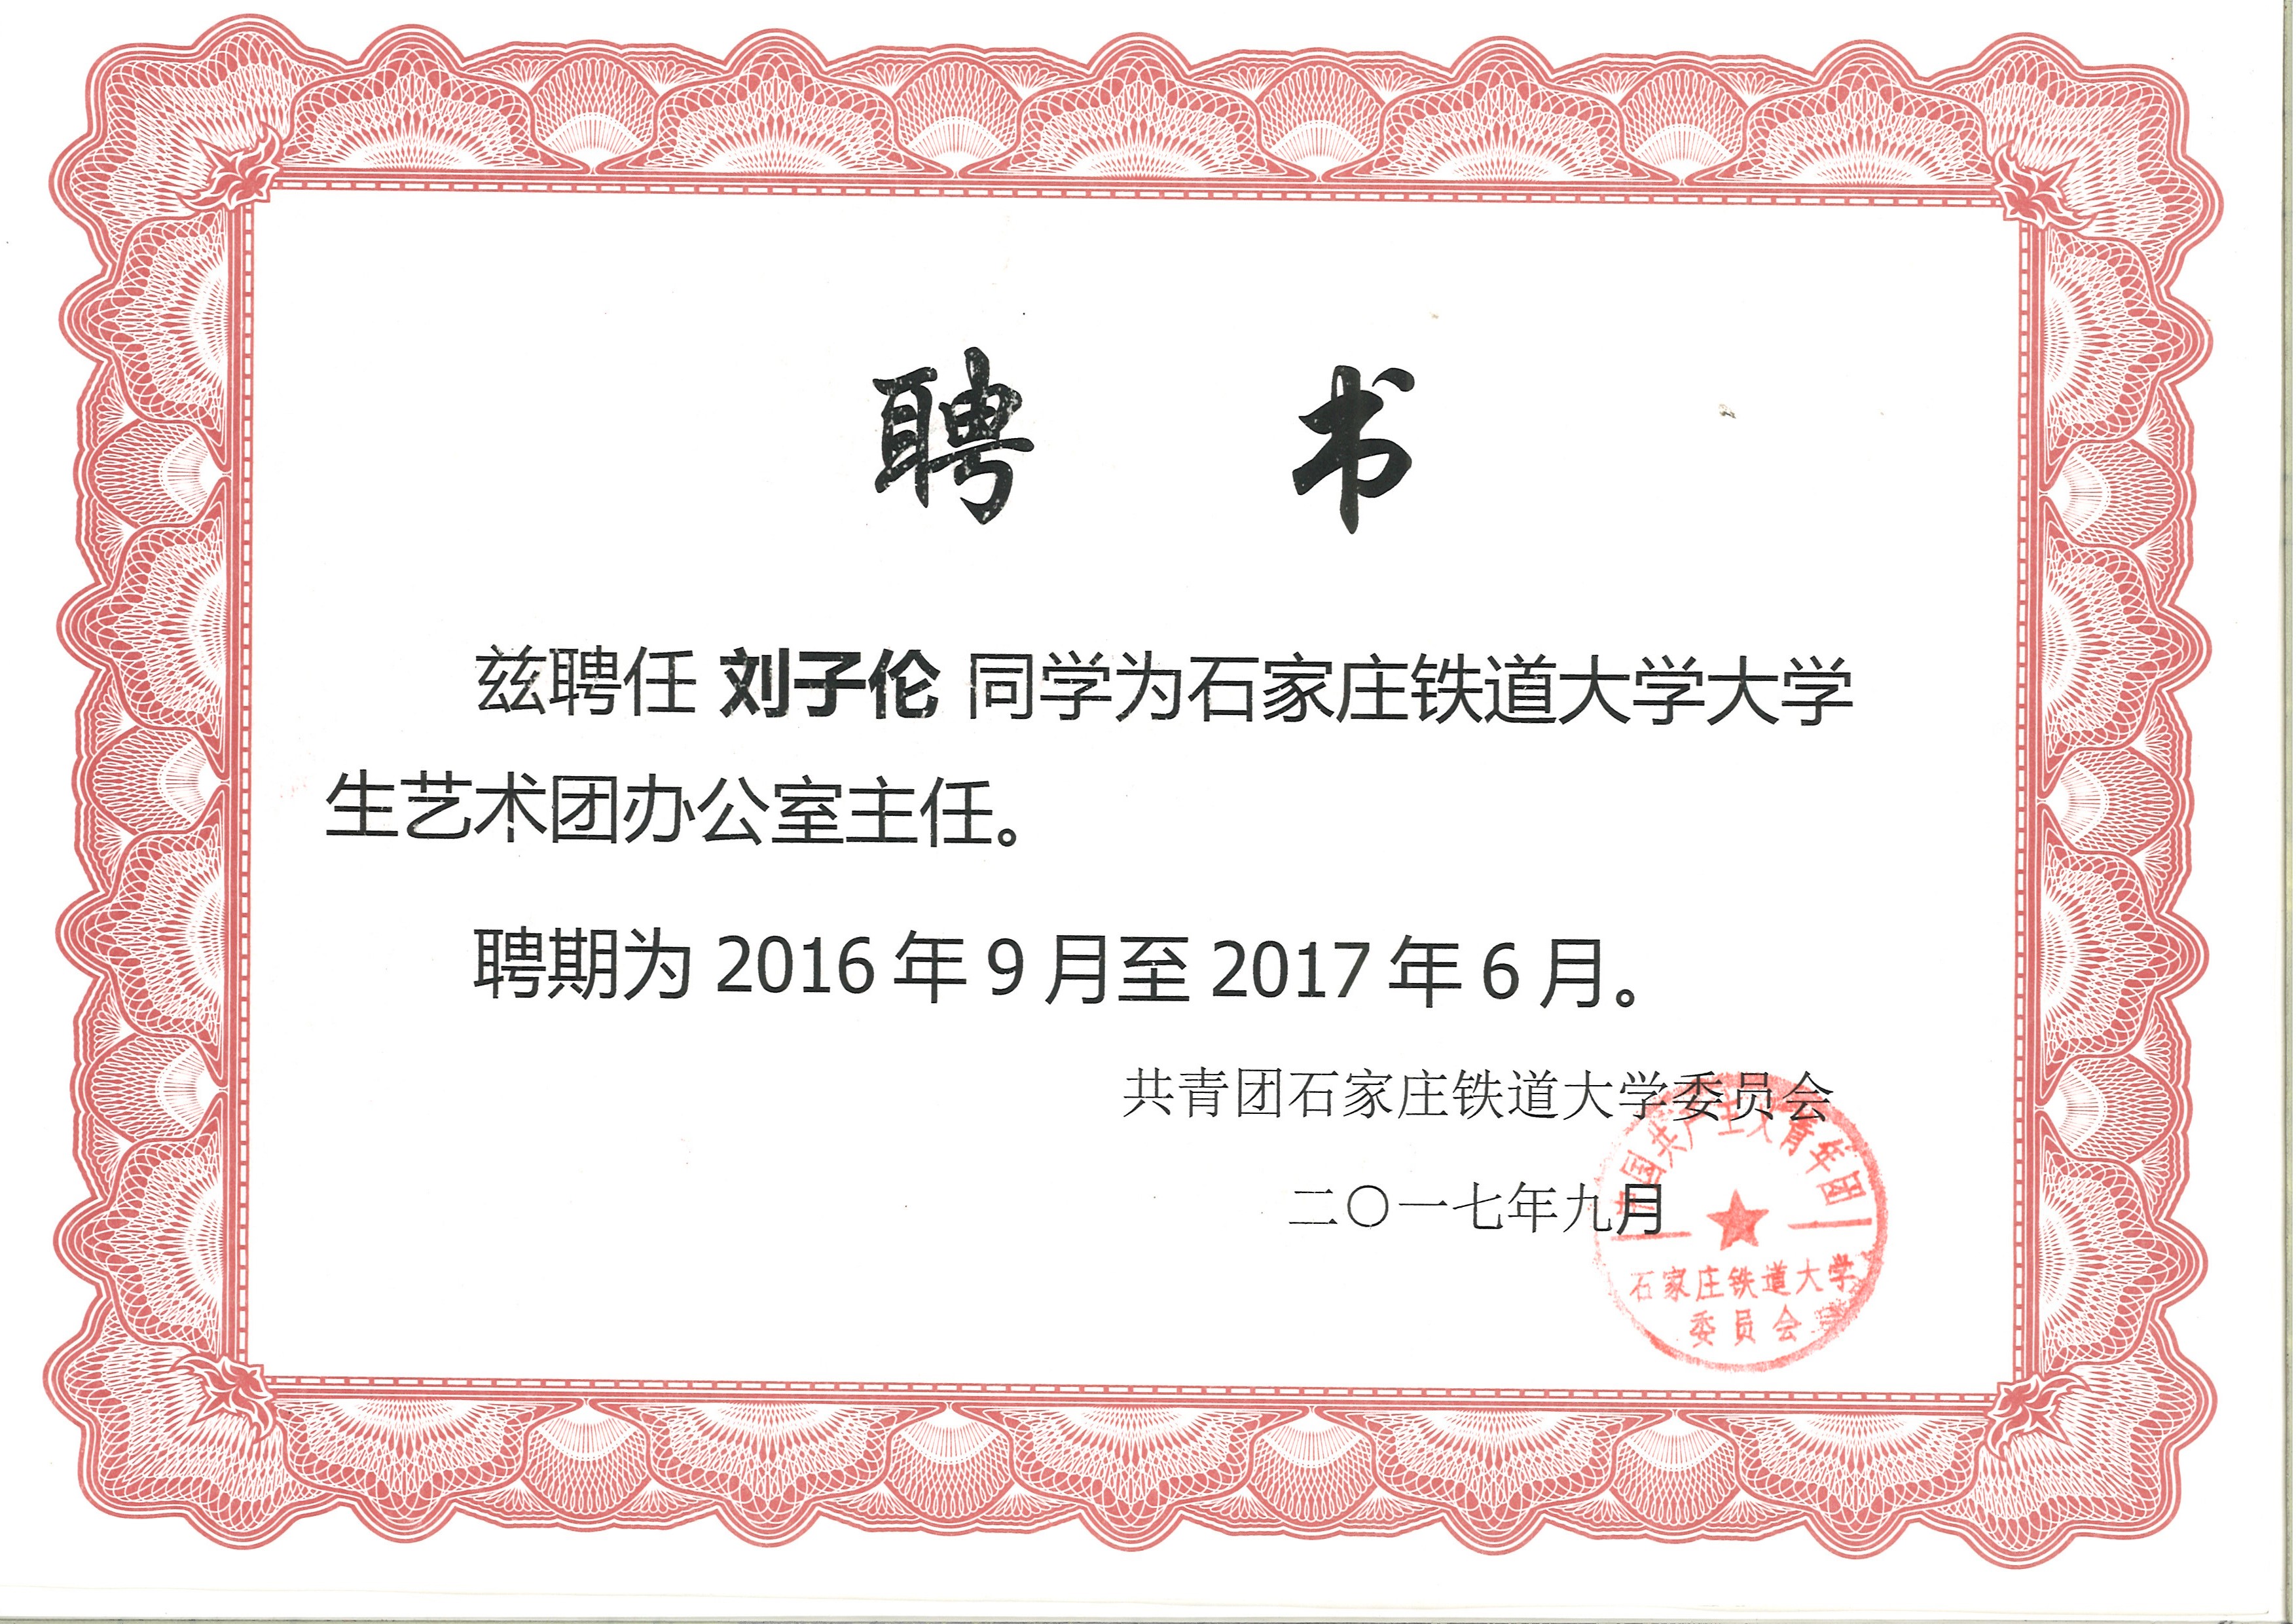 聘 书
兹聘任 刘子伦 同学为石家庄铁道大学大学
生艺术团办公室主任。
聘期为 2016 年 9 月至 2017 年 6 月。
共青团石家庄铁道大学委员会
二〇一七年九月
中国共产主义青年团
石家庄铁道大学
委员会